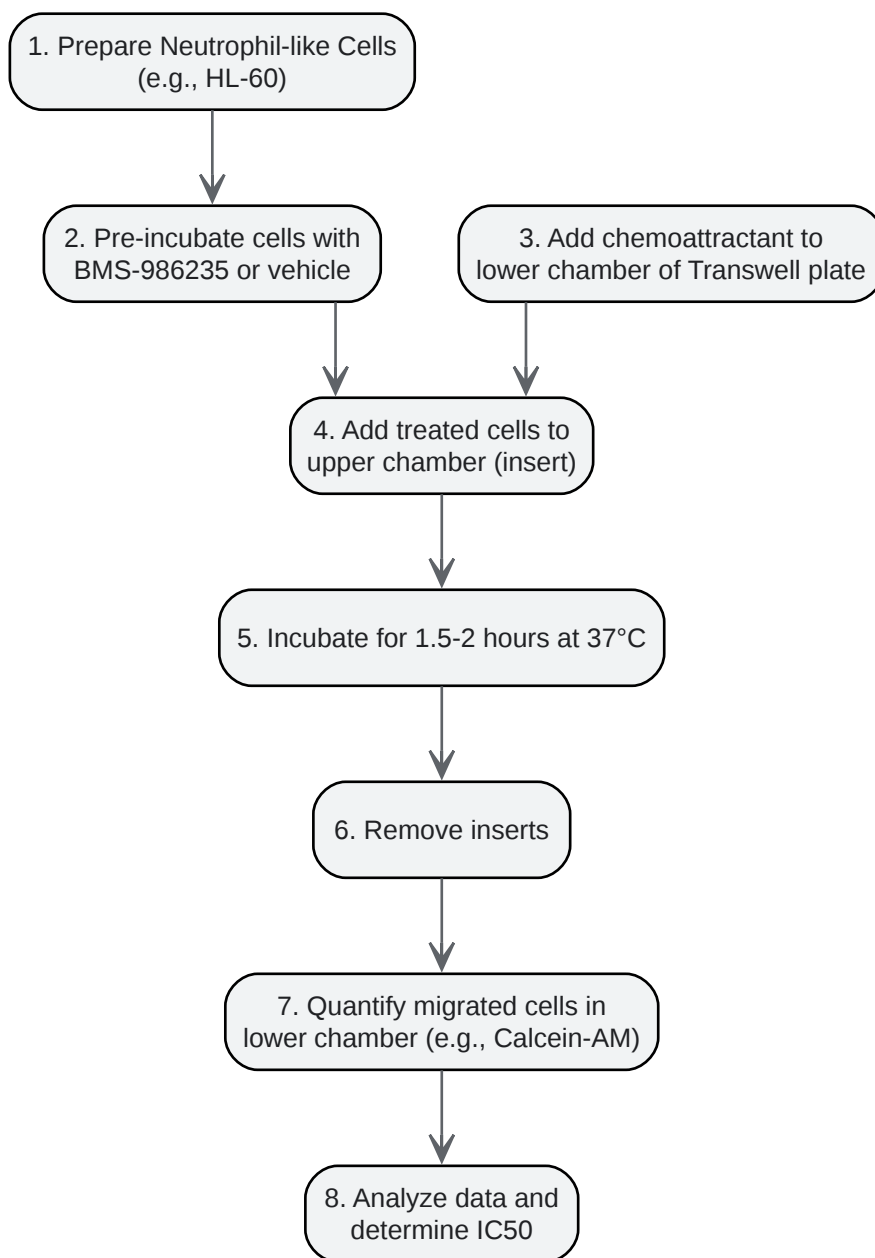 1. Prepare Neutrophil-like Cells
(e.g., HL-60)
2. Pre-incubate cells with
BMS-986235 or vehicle
3. Add chemoattractant to
lower chamber of Transwell plate
4. Add treated cells to
upper chamber (insert)
5. Incubate for 1.5-2 hours at 37°C
6. Remove inserts
7. Quantify migrated cells in
lower chamber (e.g., Calcein-AM)
8. Analyze data and
determine IC50